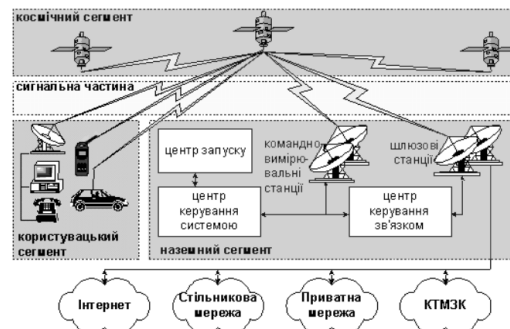 космічний сегмент
сигнальна частина
центр запуску
командно-
вимірю-
вальні
станції
шлюзові
станції
центр
керування
системою
центр
керування
зв'язком
користувацький
сегмент
наземний сегмент
Інтернет
Стільникова
мережа
Приватна
мережа
КТМЗК